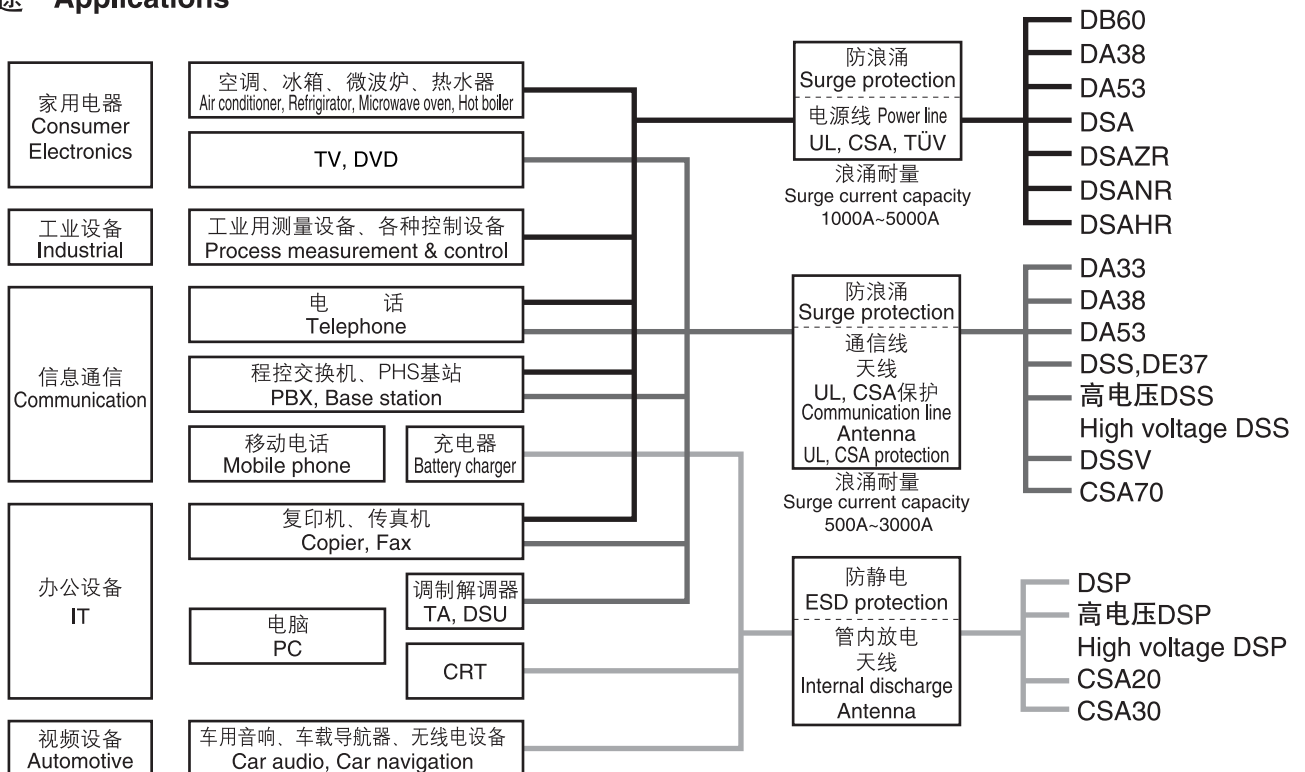 途 Applications
家用电器
Consumer
Electronics
空调、冰箱、微波炉、热水器
Air conditioner, Refrigirator, Microwave oven, Hot boiler
TV, DVD
工业设备
Industrial
工业用测量设备、各种控制设备
Process measurement & control
信息通信
Communication
电 话
Telephone
程控交换机、PHS基站
PBX, Base station
移动电话
Mobile phone
充电器
Battery charger
办公设备
IT
复印机、传真机
Copier, Fax
调制解调器
TA, DSU
电脑
PC
CRT
视频设备
Automotive
车用音响、车载导航器、无线电设备
Car audio, Car navigation
防浪涌
Surge protection
电源线 Power line
UL, CSA, TÜV
浪涌耐量
Surge current capacity
1000A~5000A
防浪涌
Surge protection
通信线
天线
UL, CSA保护
Communication line
Antenna
UL, CSA protection
浪涌耐量
Surge current capacity
500A~3000A
防静电
ESD protection
管内放电
天线
Internal discharge
Antenna
DB60
DA38
DA53
DSA
DSAZR
DSANR
DSAHR
DA33
DA38
DA53
DSS,DE37
高电压DSS
High voltage DSS
DSSV
CSA70
DSP
高电压DSP
High voltage DSP
CSA20
CSA30